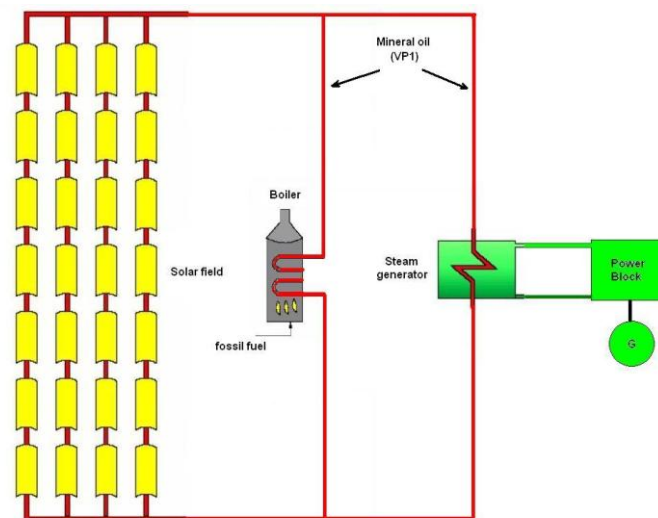 Mineral oil
(VP1)
Boiler
Solar field
Steam
generator
Power
Block
fossil fuel
G